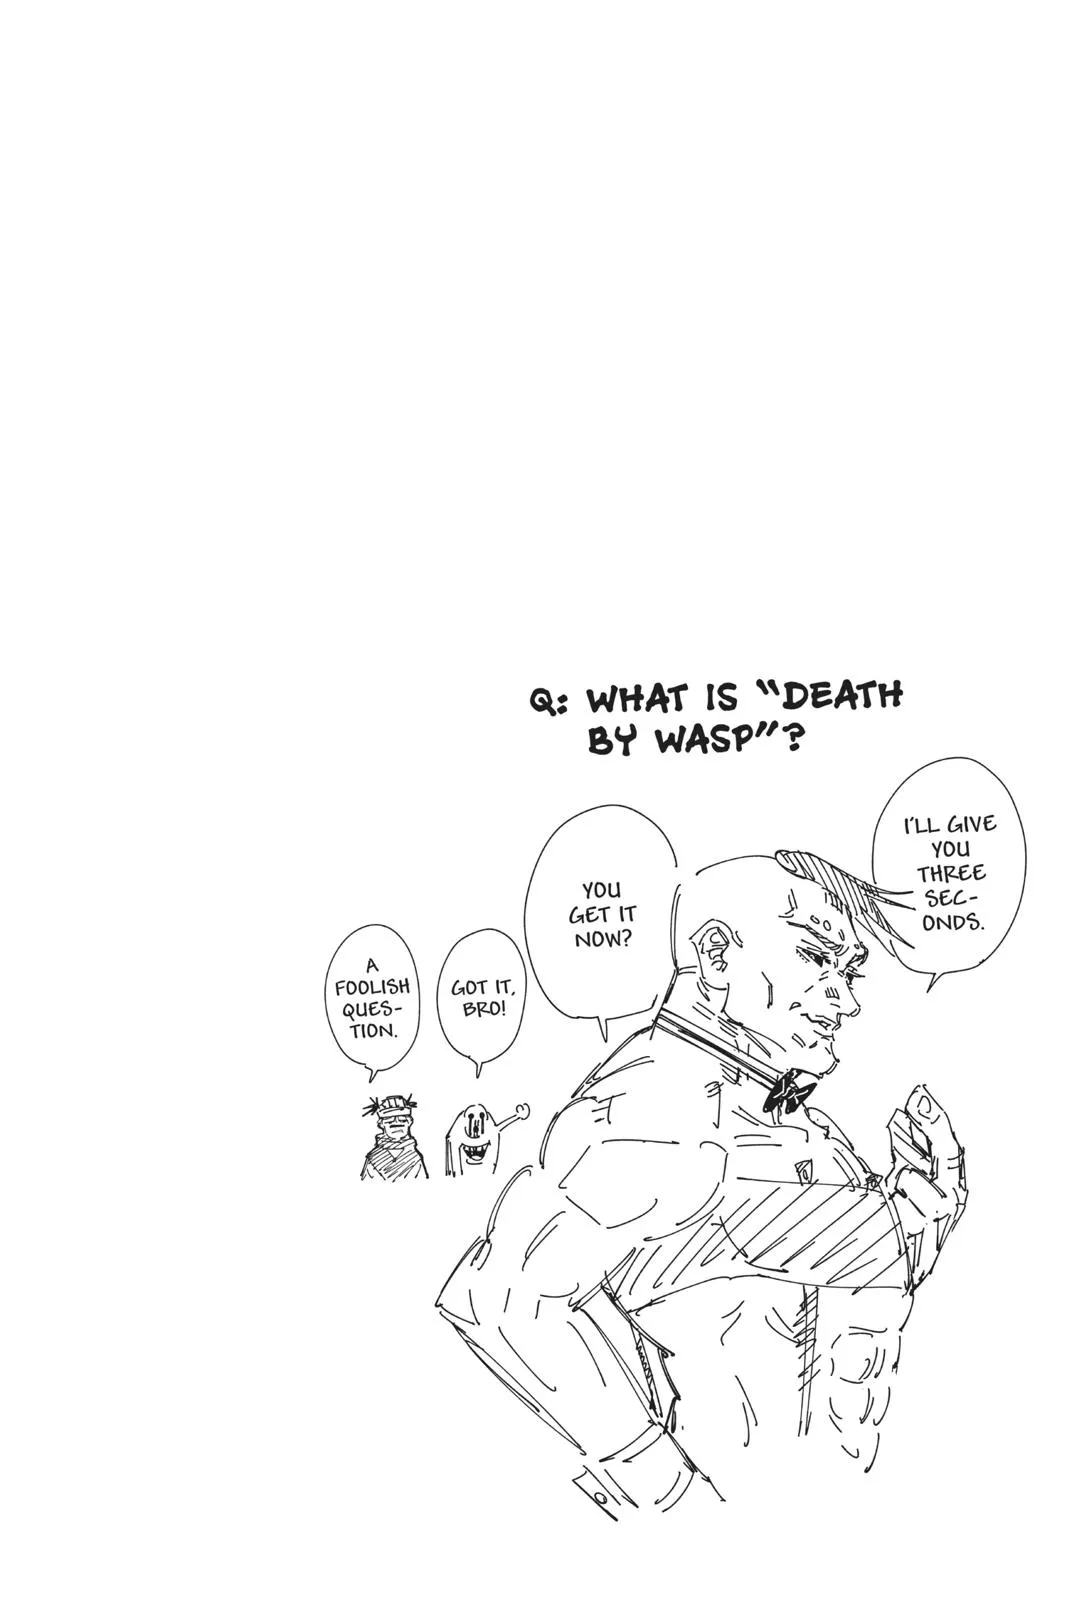 Q: WHAT IS "DEATH
BY WASP"?
I'LL GIVE
YOU
THREE
SEC-
ONDS.
YOU
GET IT
NOW?
GOT IT,
BRO!
A
FOOLISH
QUES-
TION.